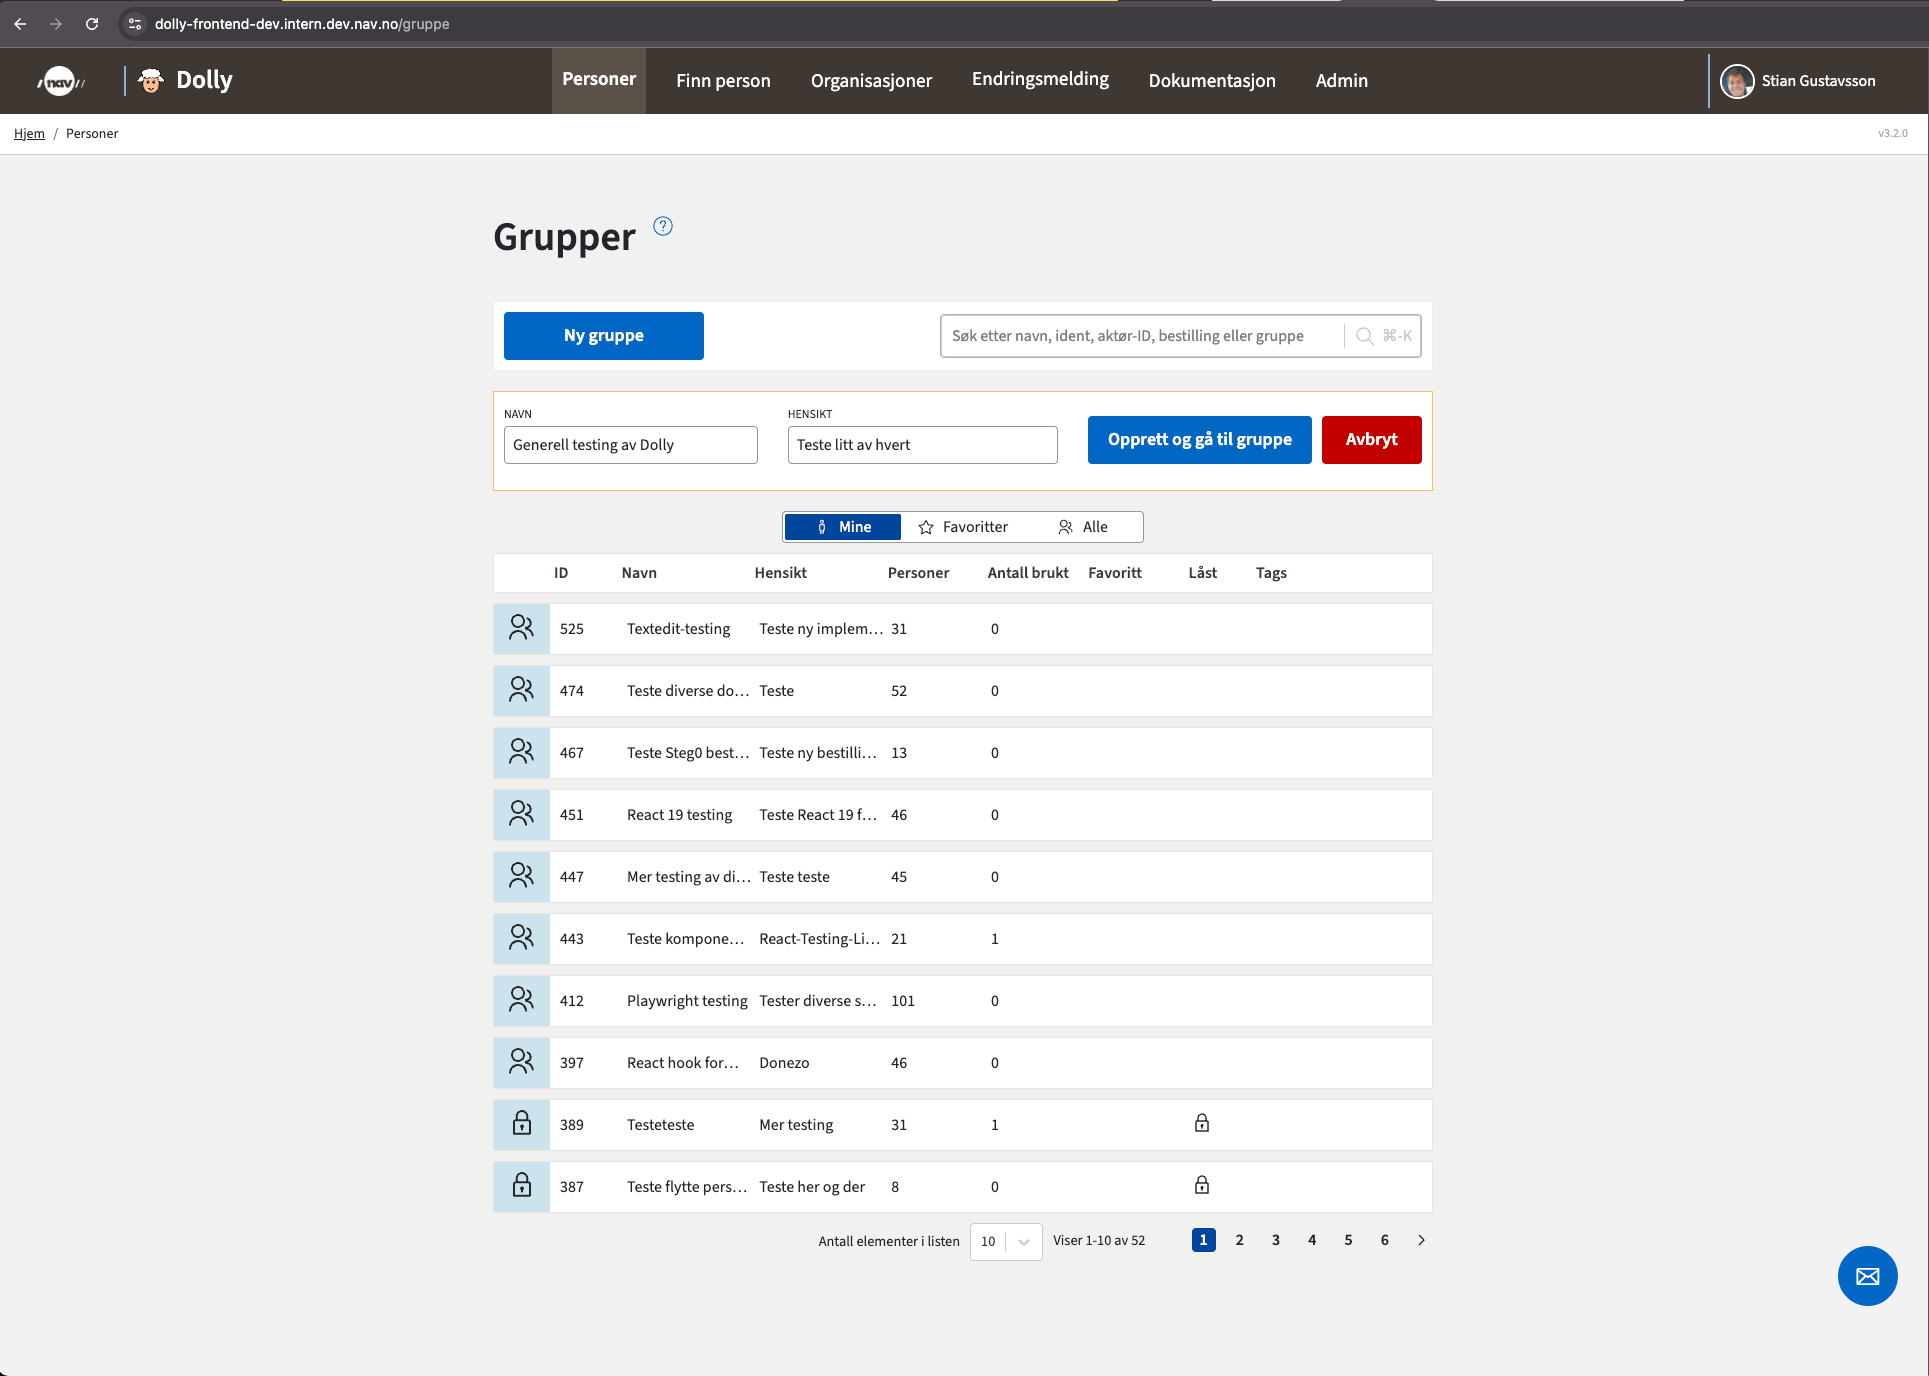 dolly-frontend-dev.intern.dev.nav.no/gruppe
nav Dolly Personer Finn person Organisasjoner Endringsmelding Dokumentasjon Admin Stian Gustavsson
Hjem / Personer v3.2.0
Grupper ?
Ny gruppe Søk etter navn, ident, aktør-ID, bestilling eller gruppe ⌘-K
NAVN HENSIKT
Generell testing av Dolly Teste litt av hvert Opprett og gå til gruppe Avbryt
Mine Favoritter Alle
ID Navn Hensikt Personer Antall brukt Favoritt Låst Tags
525 Textedit-testing Teste ny implem... 31 0
474 Teste diverse do... Teste 52 0
467 Teste Steg0 best... Teste ny bestilli... 13 0
451 React 19 testing Teste React 19 f... 46 0
447 Mer testing av di... Teste teste 45 0
443 Teste kompone... React-Testing-Li... 21 1
412 Playwright testing Tester diverse s... 101 0
397 React hook for... Donezo 46 0
389 Testeteste Mer testing 31 1
387 Teste flytte pers... Teste her og der 8 0
Antall elementer i listen 10 Viser 1-10 av 52 1 2 3 4 5 6